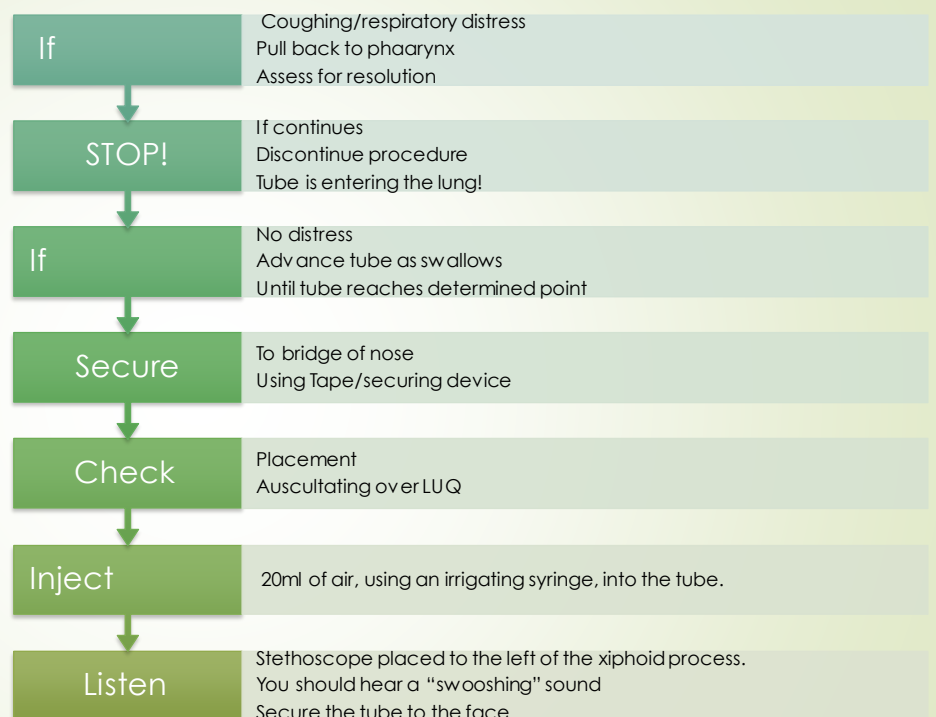 If
Coughing/respiratory distress
Pull back to phaarynx
Assess for resolution
STOP!
If continues
Discontinue procedure
Tube is entering the lung!
If
No distress
Advance tube as swallows
Until tube reaches determined point
Secure
To bridge of nose
Using Tape/securing device
Check
Placement
Auscultating over LUQ
Inject
20ml of air, using an irrigating syringe, into the tube.
Listen
Stethoscope placed to the left of the xiphoid process.
You should hear a “swooshing” sound
Secure the tube to the face